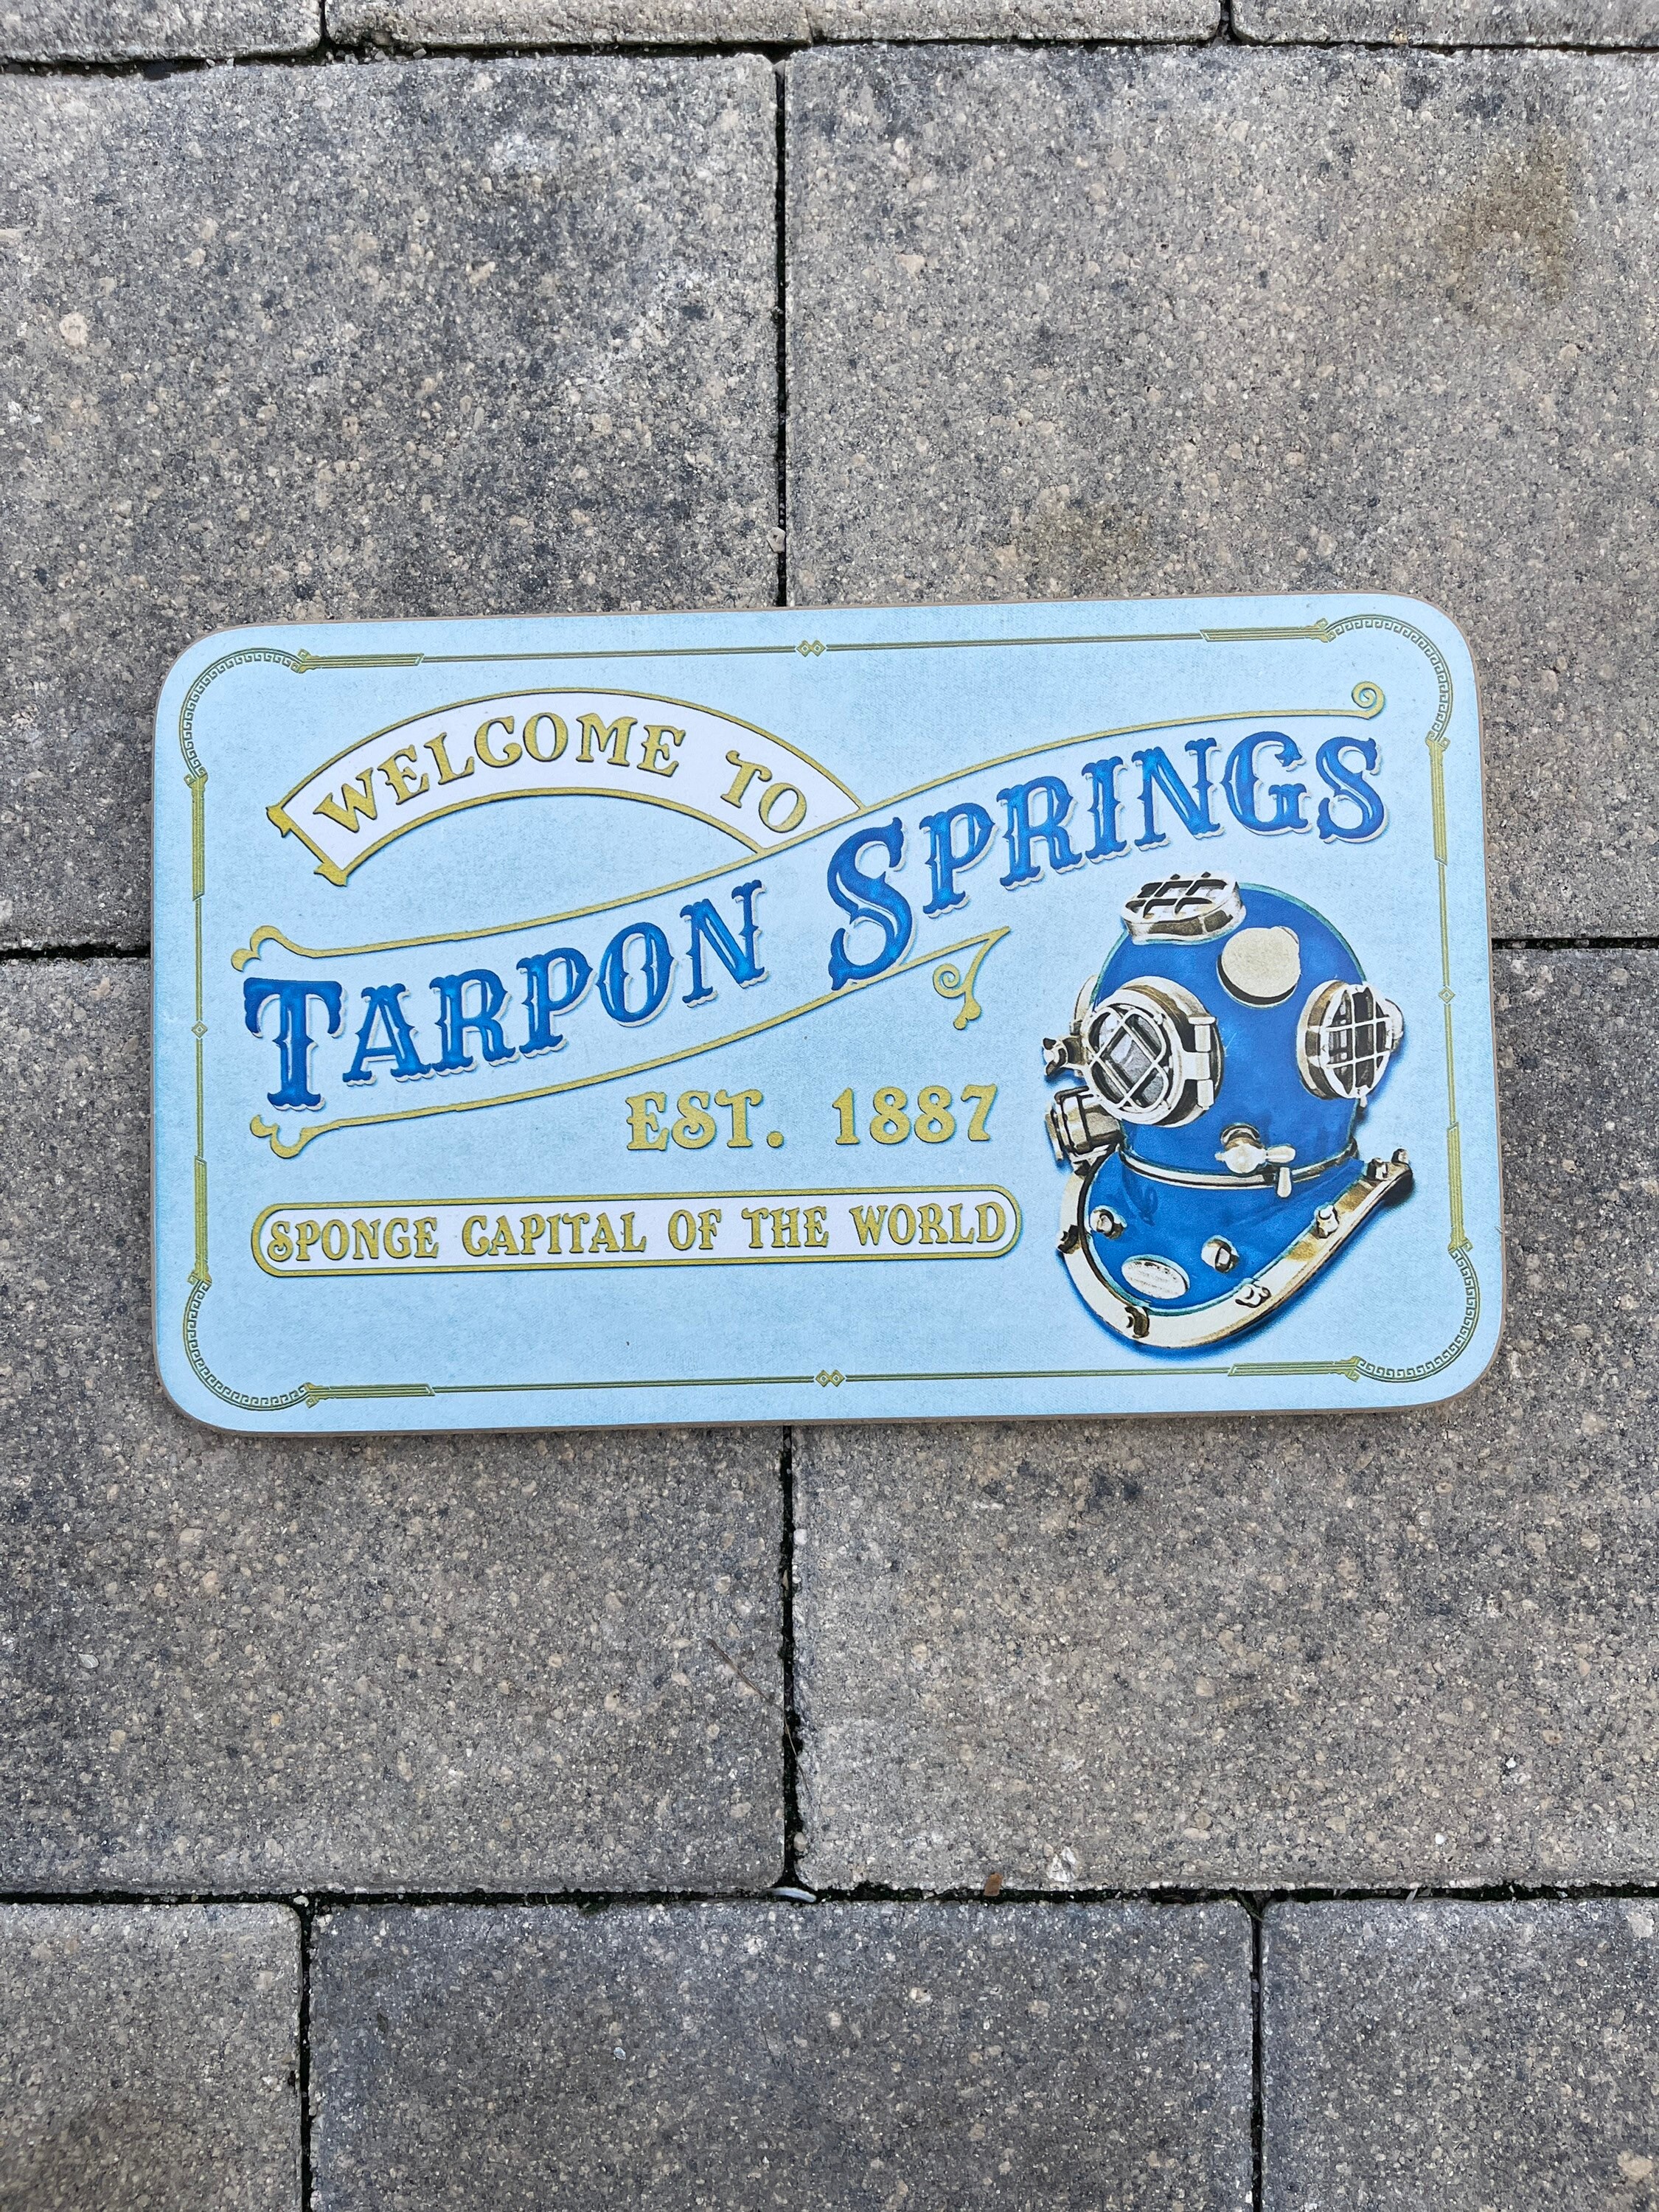 WELCOME TO
TARPON SPRINGS
EST. 1887
SPONGE CAPITAL OF THE WORLD